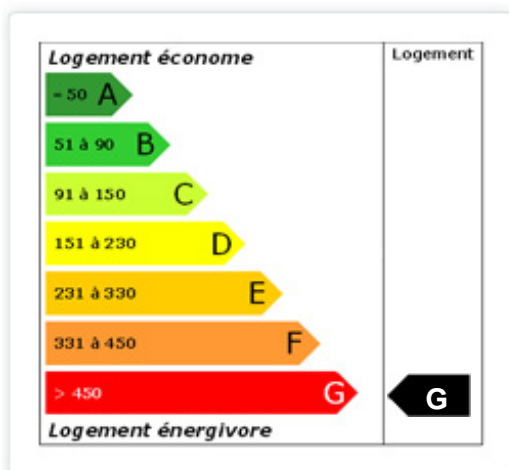 Logement économe
Logement
= 50 A
51 à 90 B
91 à 150 C
151 à 230 D
231 à 330 E
331 à 450 F
> 450 G
G
Logement énergivore